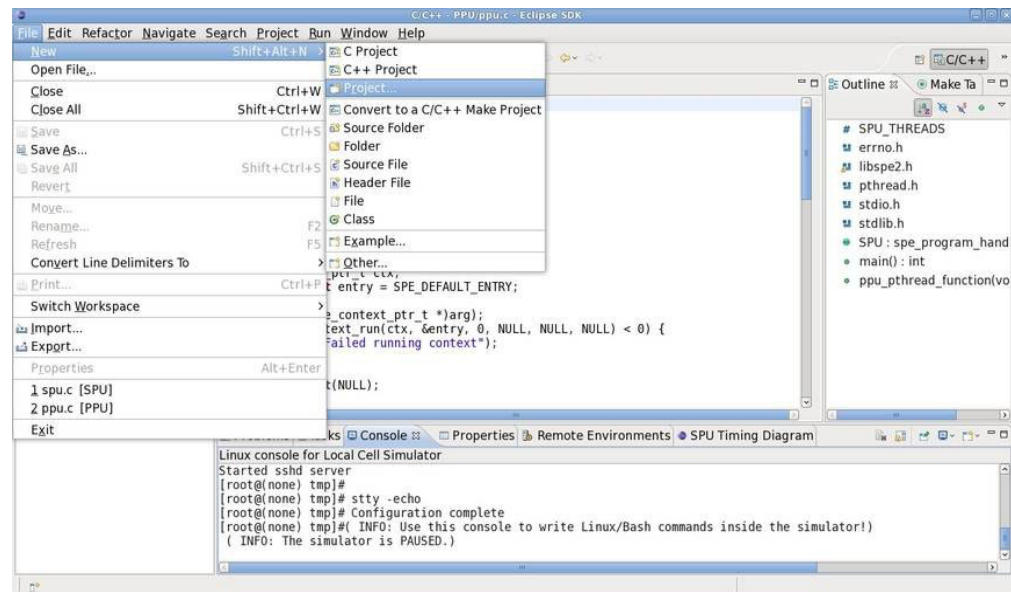 C/C++ - PPU/ppu.c - Eclipse SDK
File Edit Refactor Navigate Search Project Run Window Help
New Shift+Alt+N
Open File...
Close Ctrl+W
Close All Shift+Ctrl+W
Save Ctrl+S
Save As...
Save All Shift+Ctrl+S
Revert
Move...
Rename... F2
Refresh F5
Convert Line Delimiters To
Print... Ctrl+P
Switch Workspace
Import...
Export...
Properties Alt+Enter
1 spu.c [SPU]
2 ppu.c [PPU]
Exit
C Project
C++ Project
Project...
Convert to a C/C++ Make Project
Source Folder
Folder
Source File
Header File
File
Class
Example...
Other...
C/C++
Outline
Make Ta
# SPU_THREADS
errno.h
libspe2.h
pthread.h
stdio.h
stdlib.h
SPU : spe_program_hand
main() : int
ppu_pthread_function(vo
_ptr_t ctx;
t entry = SPE_DEFAULT_ENTRY;
e_context_ptr_t *)arg);
text_run(ctx, &entry, 0, NULL, NULL, NULL) < 0) {
Failed running context");
t(NULL);
ks Console Properties Remote Environments SPU Timing Diagram
Linux console for Local Cell Simulator
Started sshd server
[root@(none) tmp]#
[root@(none) tmp]# stty -echo
[root@(none) tmp]# Configuration complete
[root@(none) tmp]#( INFO: Use this console to write Linux/Bash commands inside the simulator!)
( INFO: The simulator is PAUSED.)